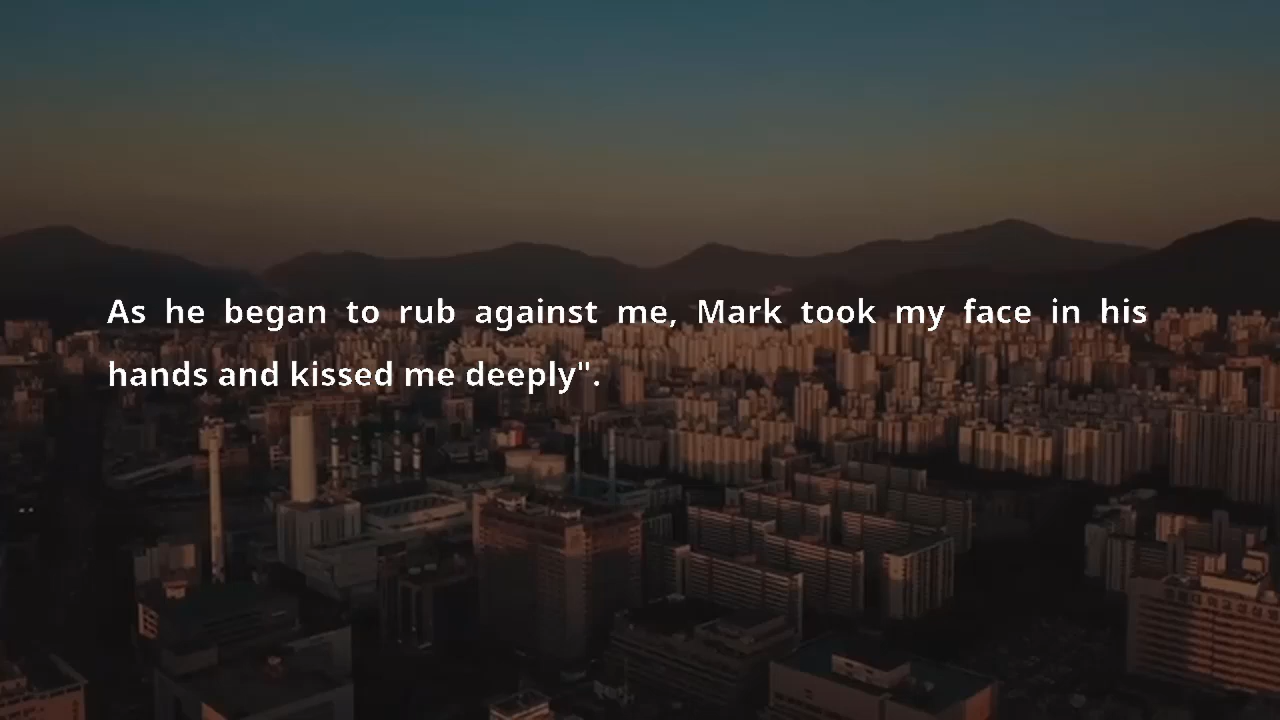 As he began to rub against me, Mark took my face in his
hands and kissed me deeply".